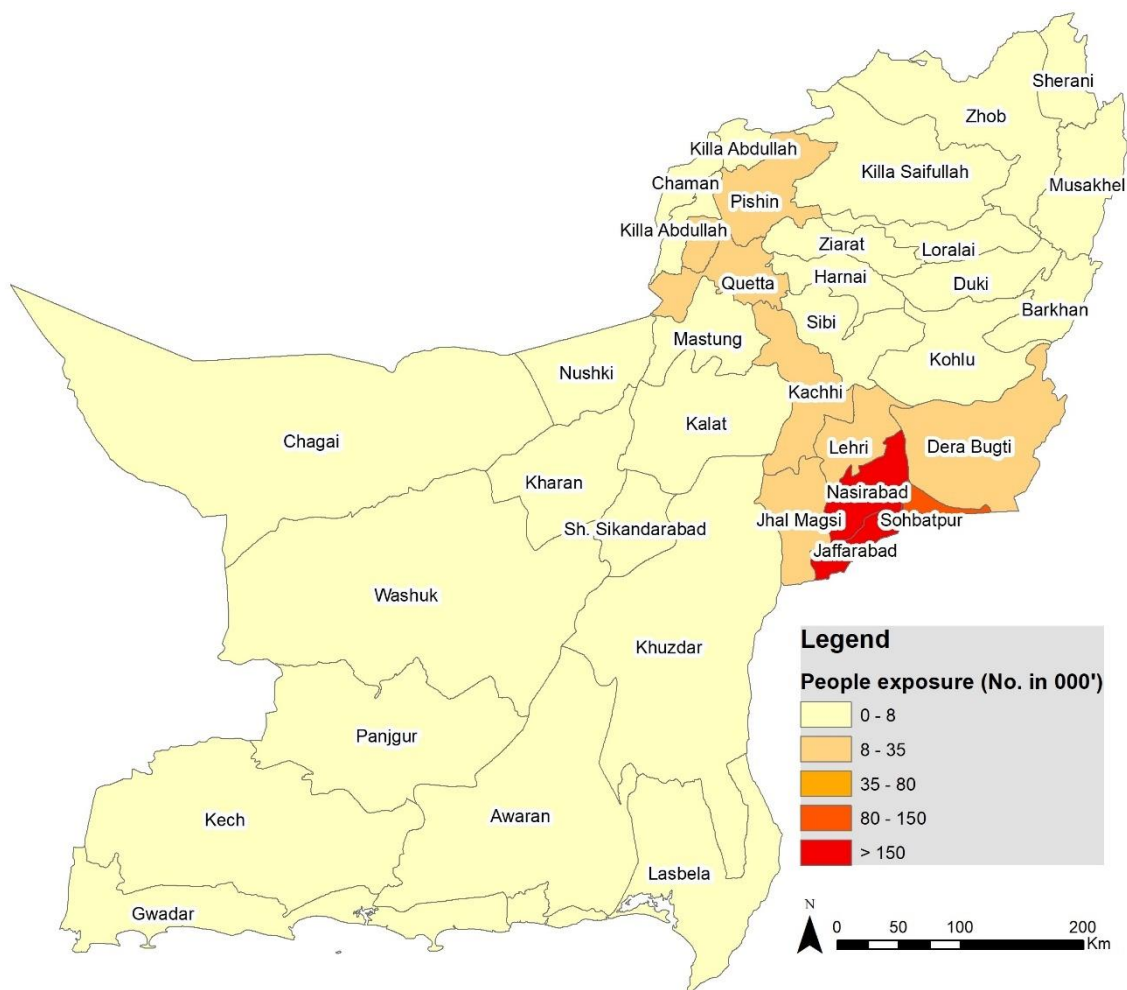 Sherani
Zhob
Killa Abdullah
Killa Saifullah
Chaman
Musakhel
Pishin
Killa Abdullah
Ziarat
Loralai
Harnai
Quetta
Duki
Barkhan
Sibi
Mastung
Kohlu
Nushki
Kachhi
Kalat
Chagai
Lehri
Dera Bugti
Kharan
Nasirabad
Jhal Magsi
Sohbatpur
Sh. Sikandarabad
Jaffarabad
Washuk
Khuzdar
Panjgur
Kech
Awaran
Lasbela
Gwadar
Legend
People exposure (No. in 000')
0 - 8
8 - 35
35 - 80
80 - 150
> 150
N
0 50 100 200
Km